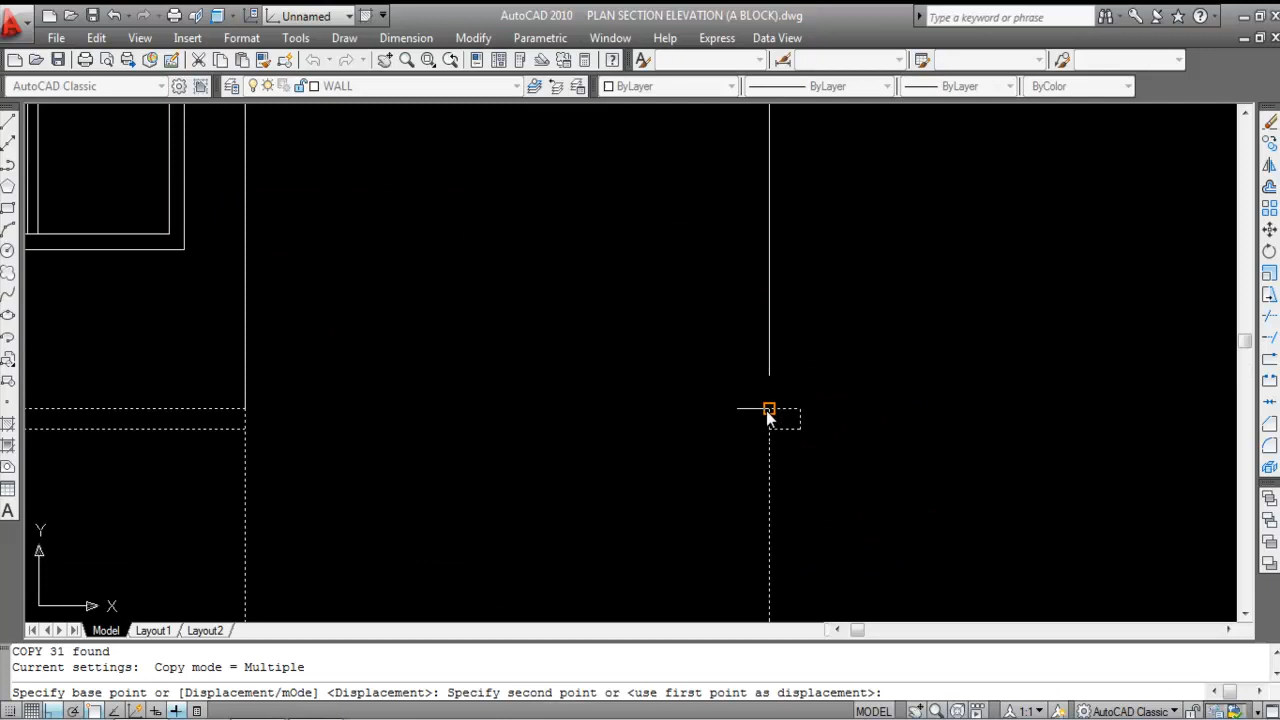 Unnamed AutoCAD 2010 PLAN SECTION ELEVATION (A BLOCK).dwg Type a keyword or phrase
File Edit View Insert Format Tools Draw Dimension Modify Parametric Window Help Express Data View
AutoCAD Classic WALL ByLayer ByLayer ByLayer ByColor
Y
X
Model Layout1 Layout2
COPY 31 found
Current settings: Copy mode = Multiple
Specify base point or [Displacement/mOde] <Displacement>: Specify second point or <use first point as displacement>:
MODEL 1:1 AutoCAD Classic